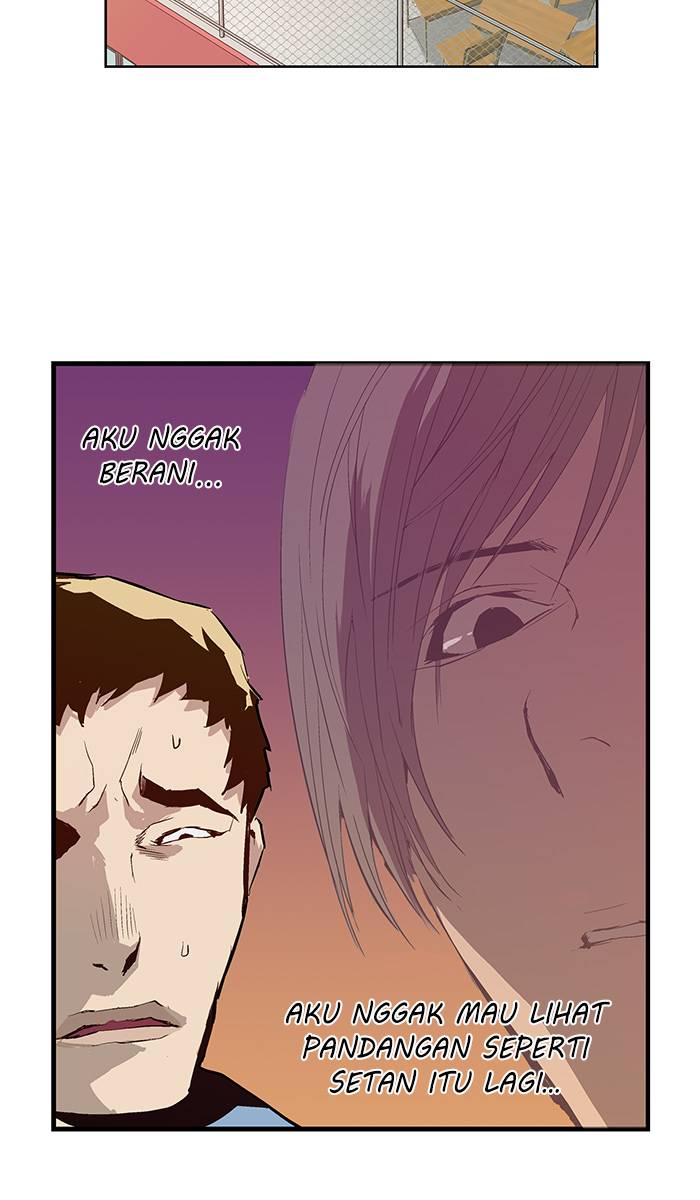 AKU NGGAK
BERANI...
AKU NGGAK MAU LIHAT
PANDANGAN SEPERTI
SETAN ITU LAGI...